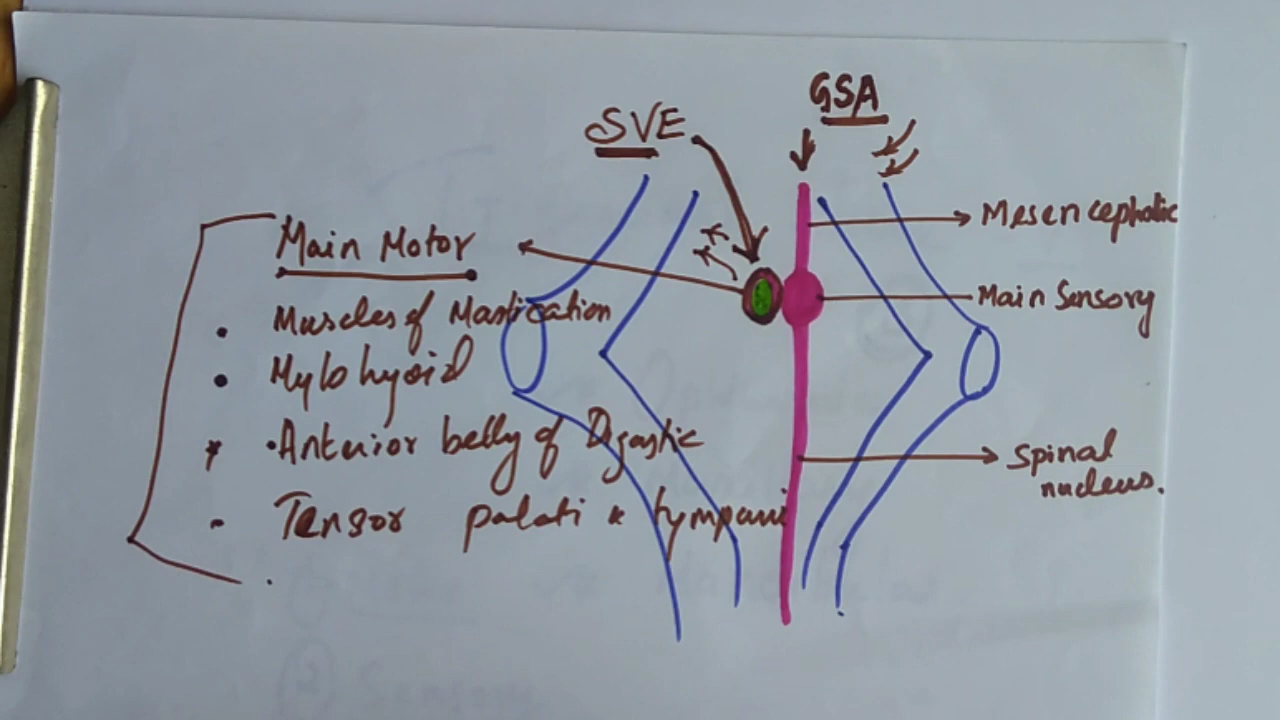 GSA
SVE
Mesencephalic
Main Motor
Main Sensory
Muscles of Mastication
Mylohyoid
Anterior belly of Digastic
Spinal
nucleus.
Tensor palati & tympani